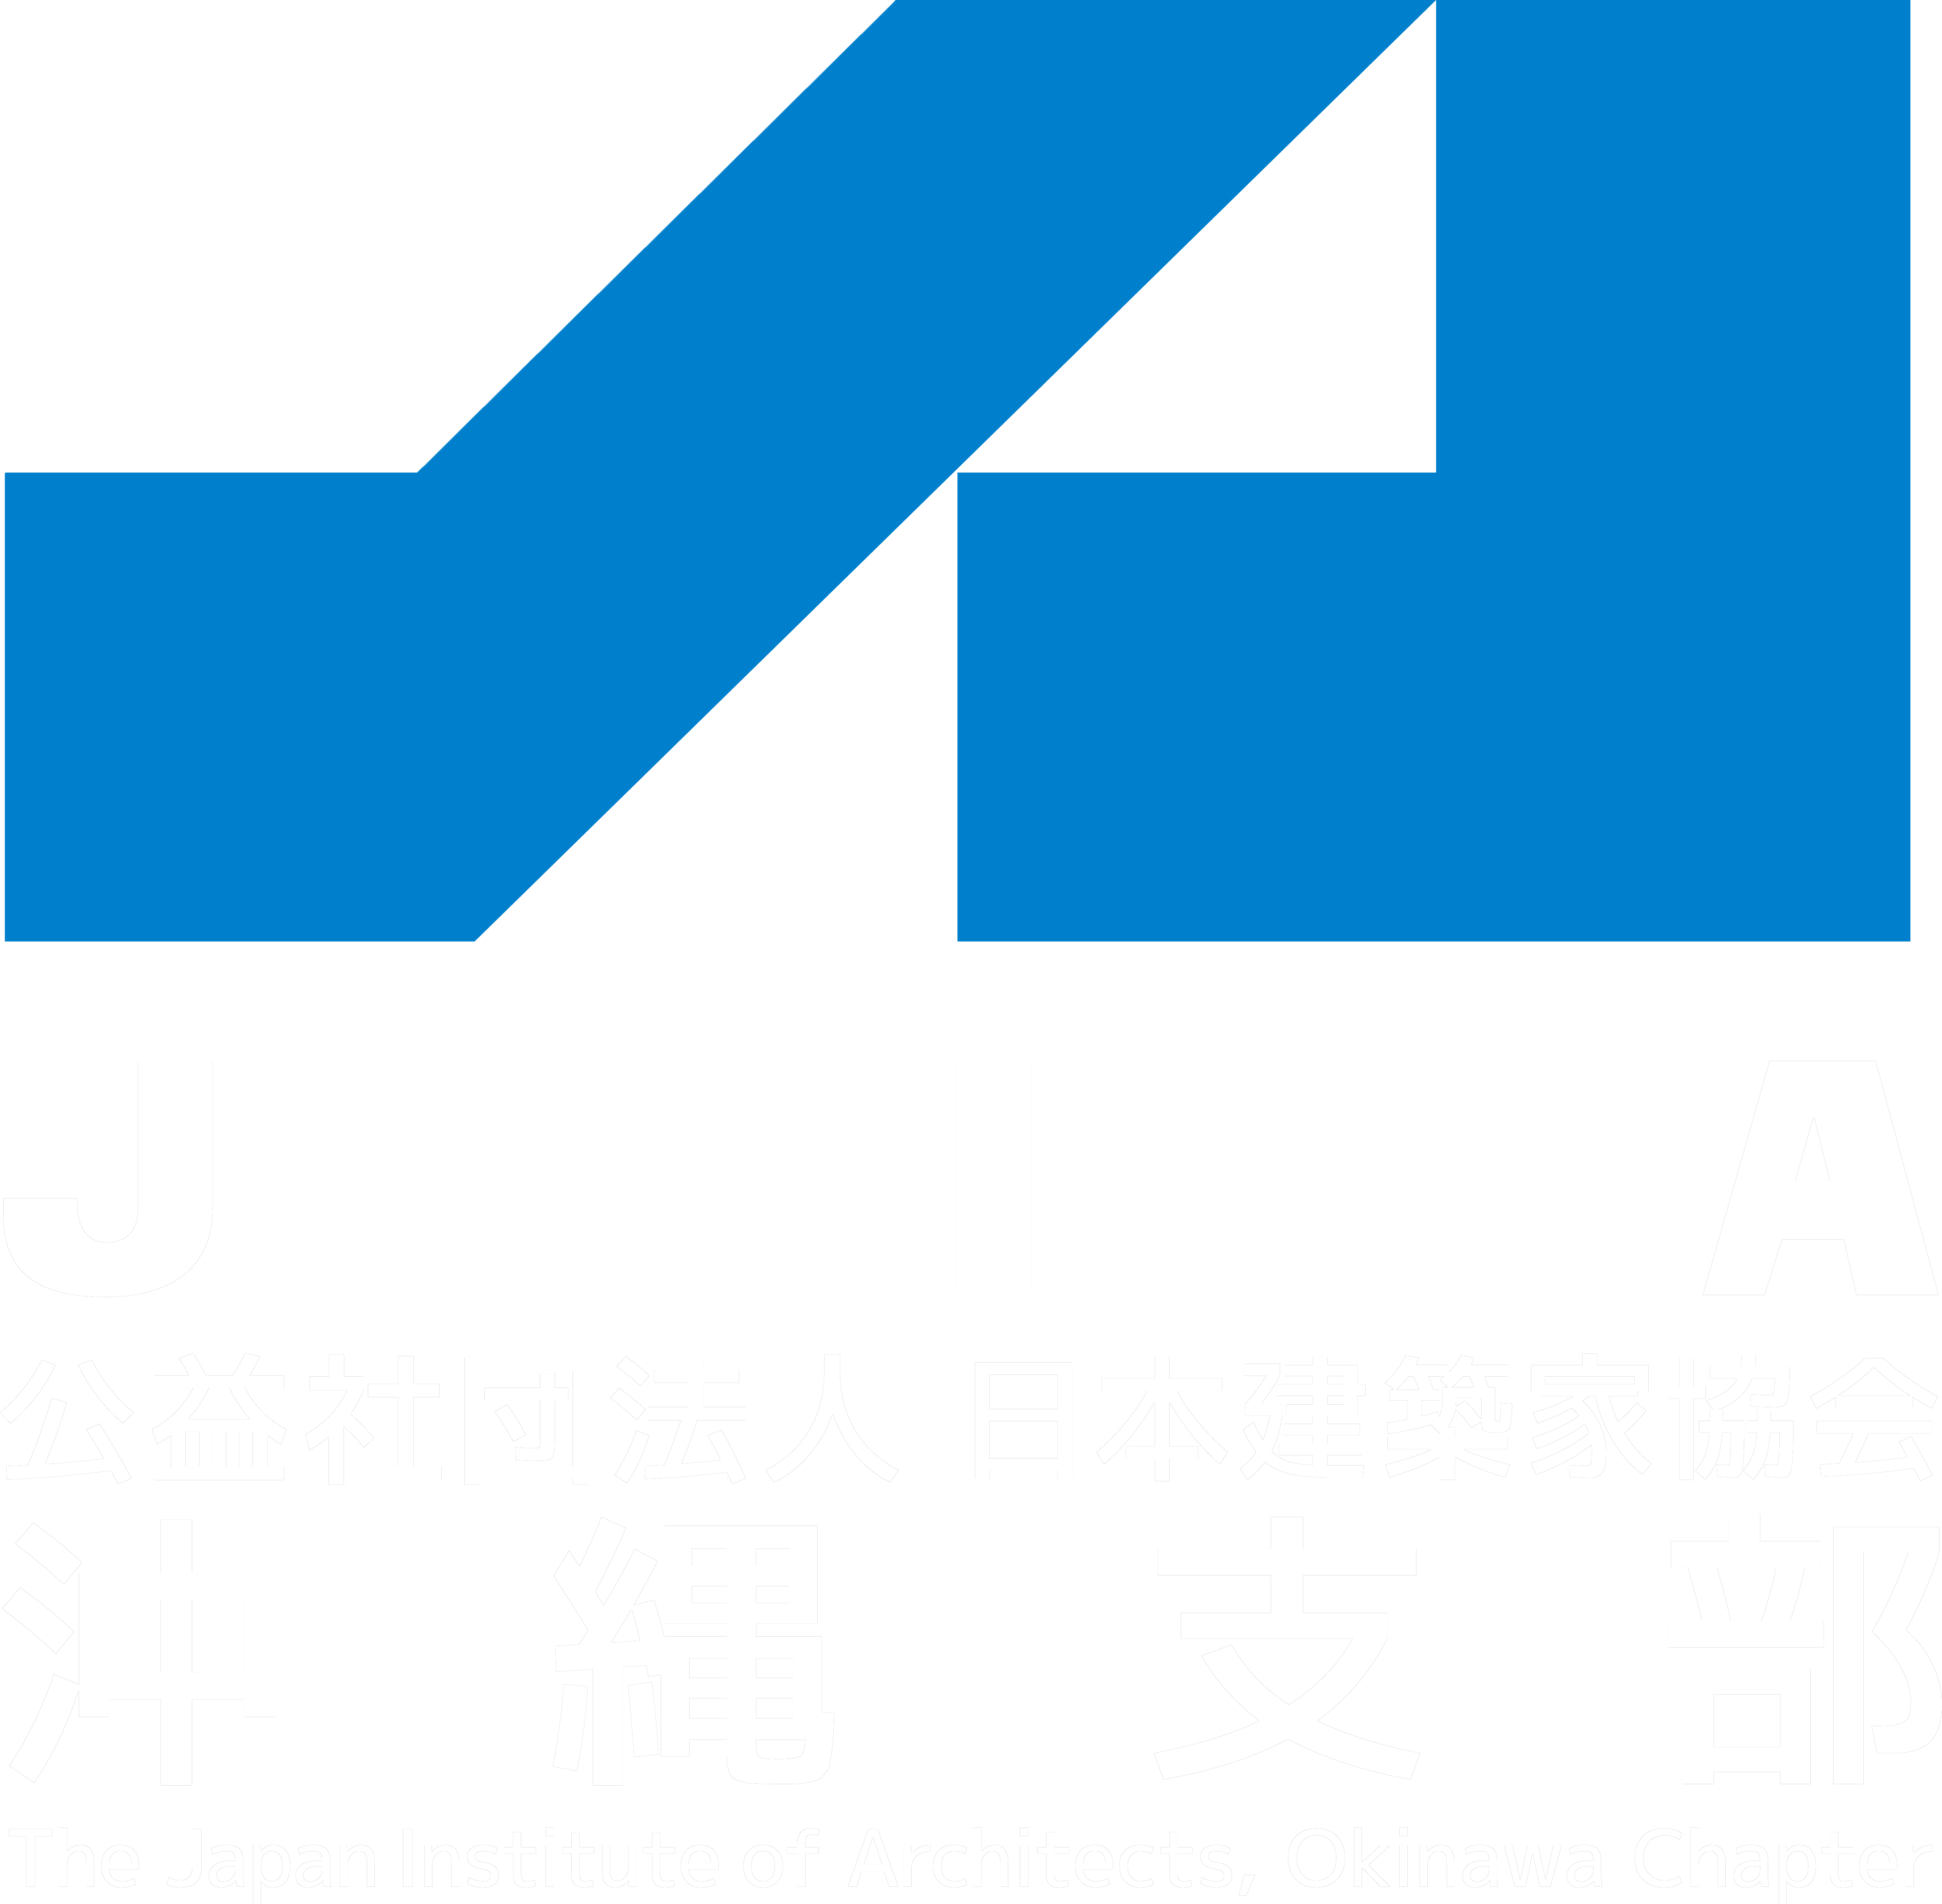 J I A
公益社団法人 日本建築家協会
沖縄支部
The Japan Institute of Architects, Okinawa Chapter